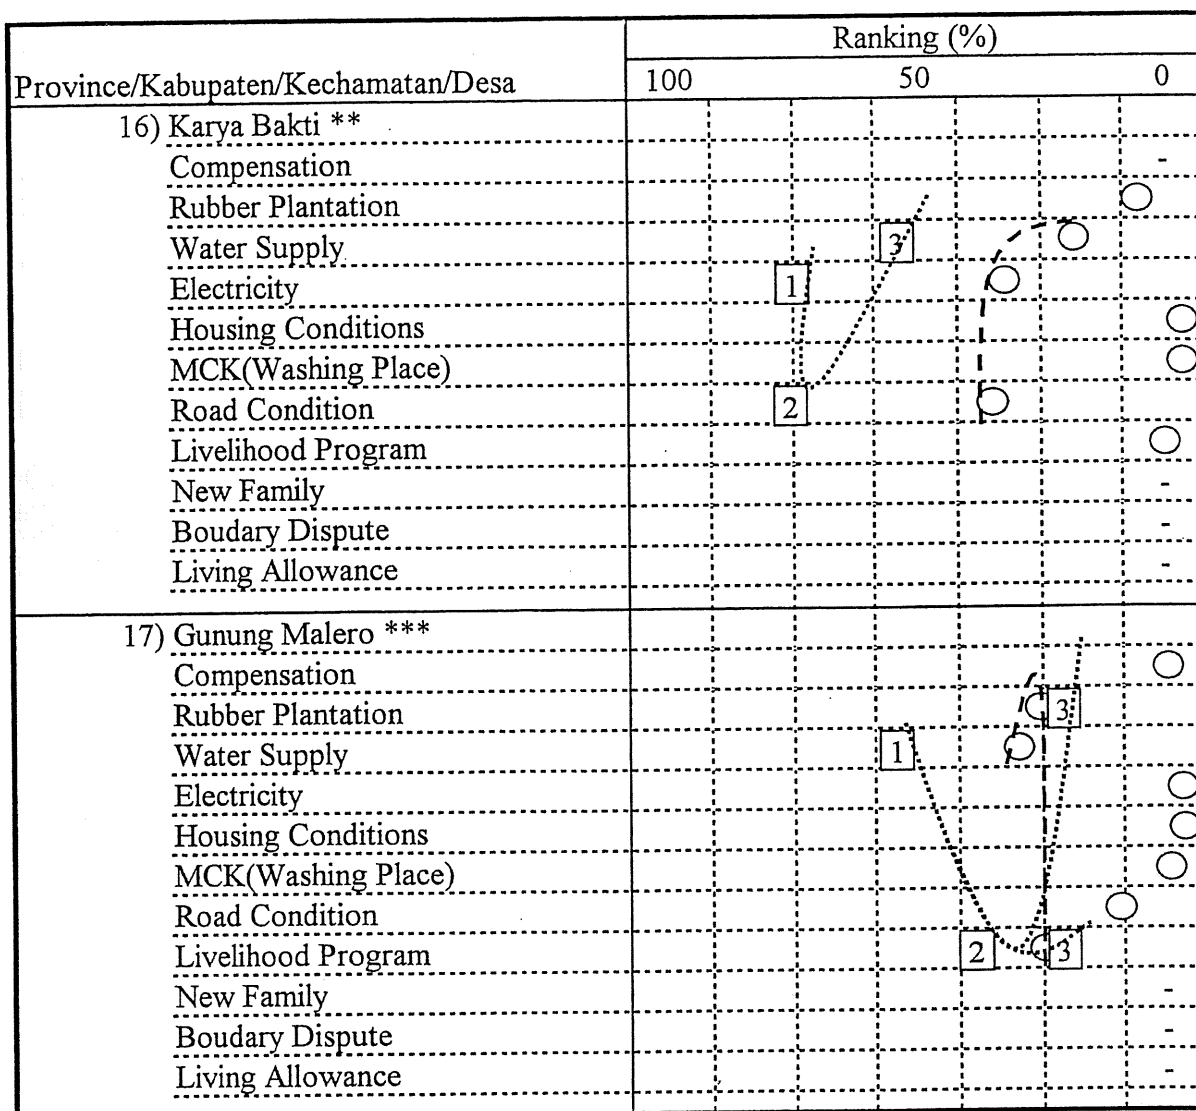 Ranking (%)
Province/Kabupaten/Kechamatan/Desa 100 50 0
16) Karya Bakti **
Compensation -
Rubber Plantation
Water Supply 3
Electricity 1
Housing Conditions
MCK(Washing Place)
Road Condition 2
Livelihood Program
New Family -
Boudary Dispute -
Living Allowance -
17) Gunung Malero ***
Compensation
Rubber Plantation 3
Water Supply 1
Electricity
Housing Conditions
MCK(Washing Place)
Road Condition
Livelihood Program 2 3
New Family -
Boudary Dispute -
Living Allowance -